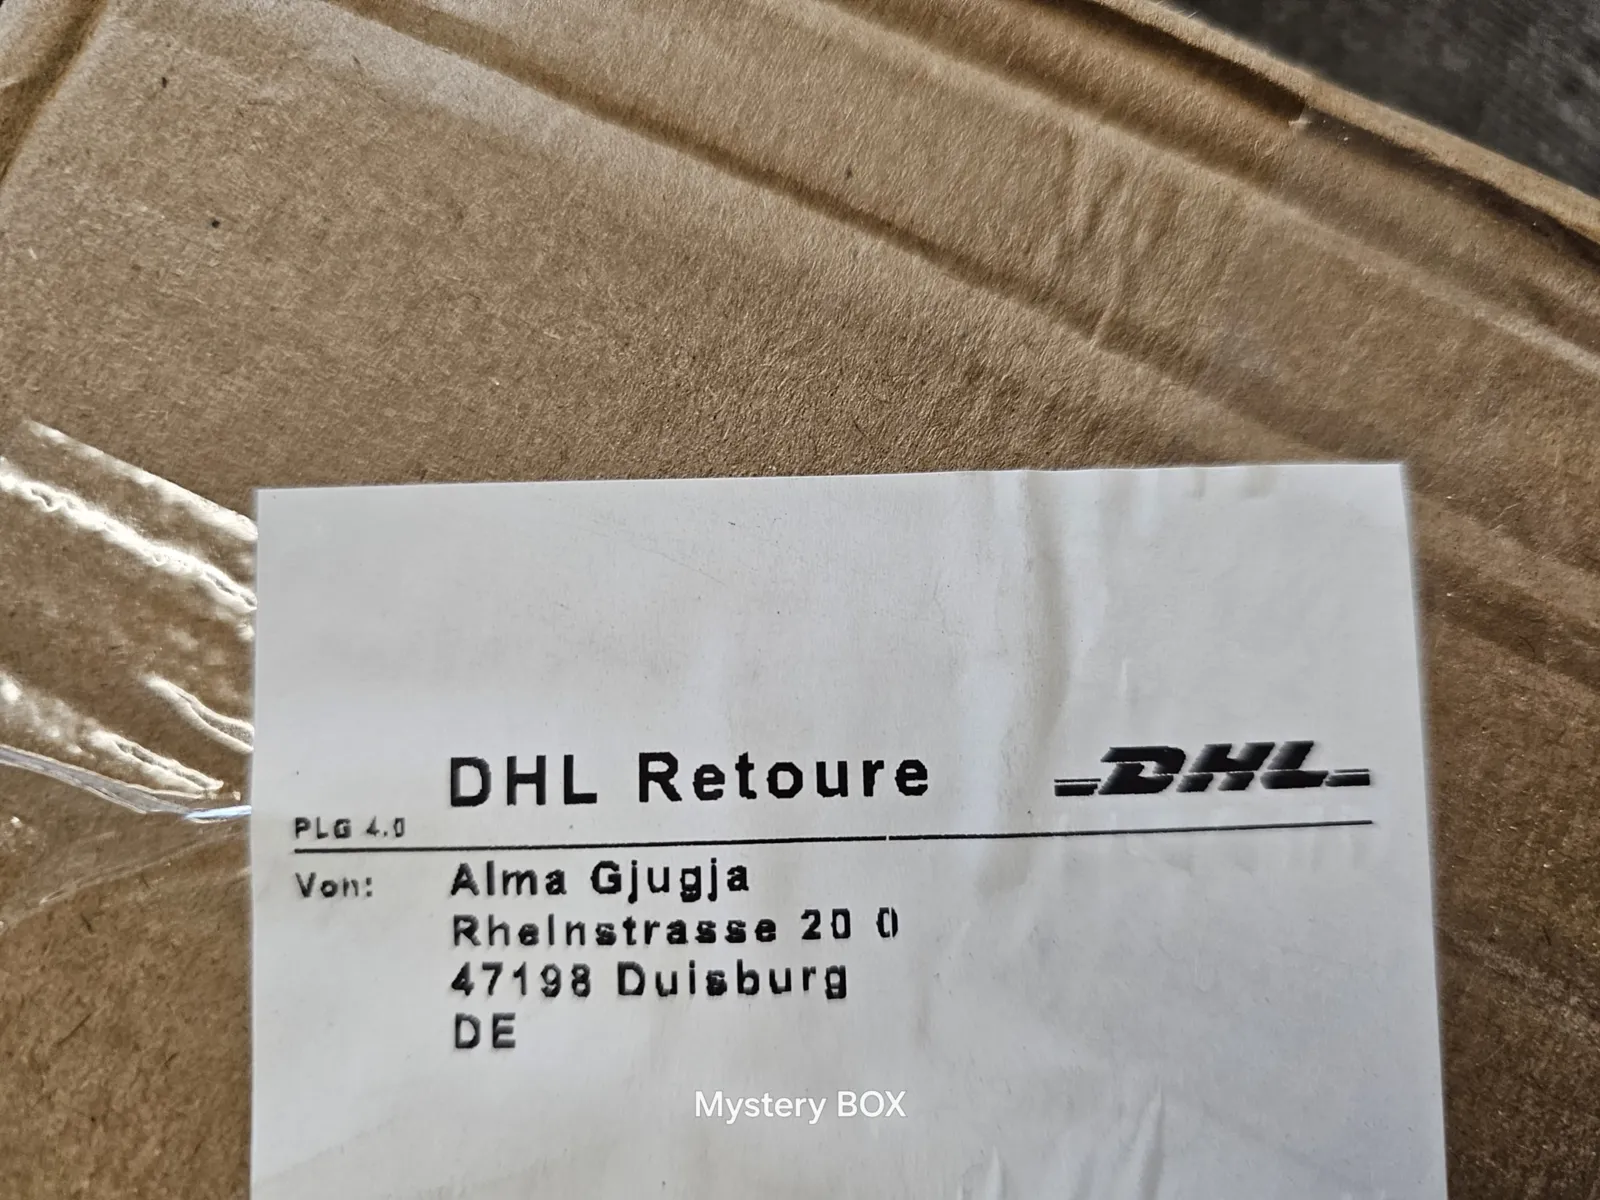 DHL Retoure
DHL
PLG 4.0
Von: Alma Gjugja
Rheinstrasse 20 0
47198 Duisburg
DE
Mystery BOX